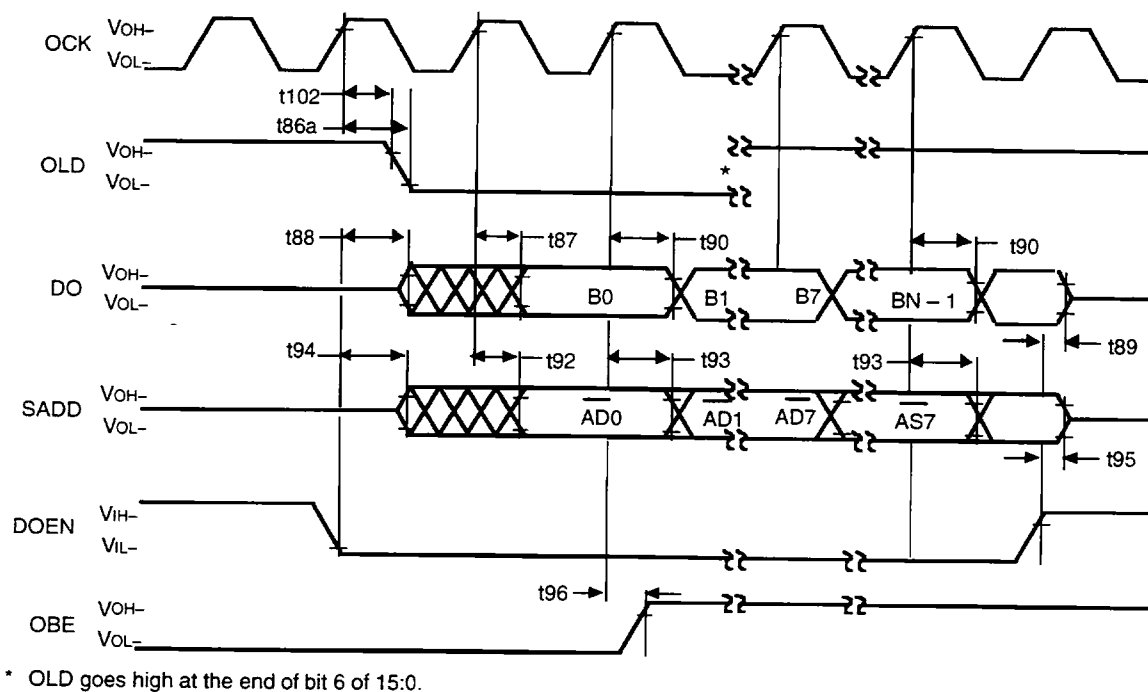 OCK VOH–
VOL–
t102
t86a
OLD VOH–
VOL–
*
t88 t87 t90 t90
DO VOH–
VOL–
B0 B1 B7 BN – 1
t89
t94 t92 t93 t93
SADD VOH–
VOL–
AD0 AD1 AD7 AS7
t95
DOEN VIH–
VIL–
t96
OBE VOH–
VOL–
* OLD goes high at the end of bit 6 of 15:0.